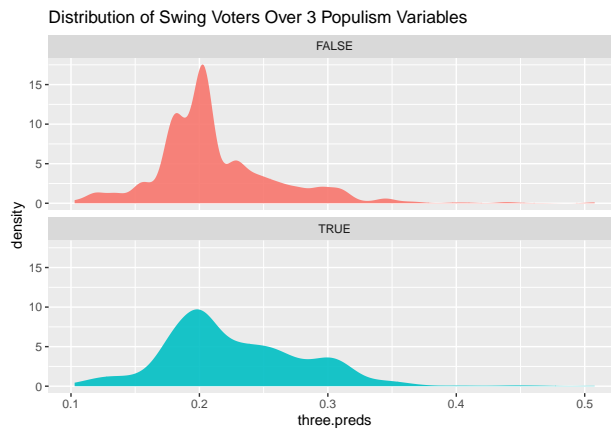 Distribution of Swing Voters Over 3 Populism Variables
FALSE
15
10
5
0
TRUE
15
10
5
0
density
0.1 0.2 0.3 0.4 0.5
three.preds